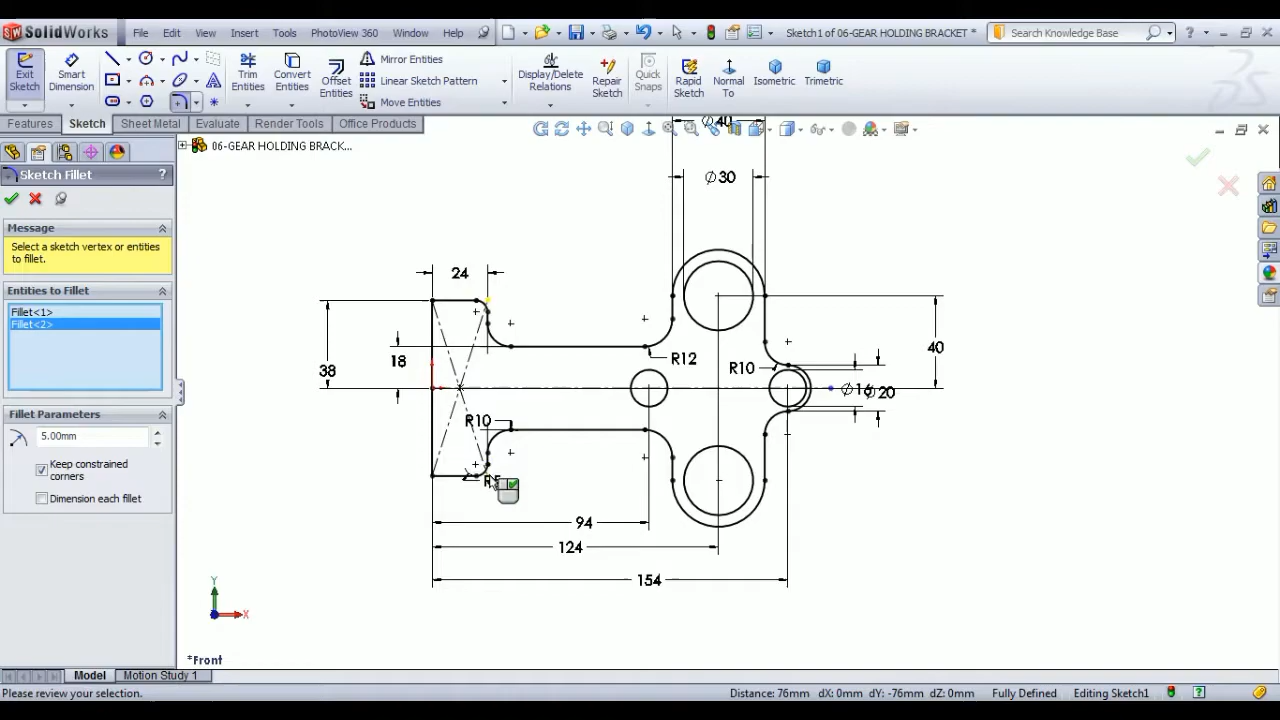 SolidWorks
File Edit View Insert Tools PhotoView 360 Window Help
Sketch1 of 06-GEAR HOLDING BRACKET *
Search Knowledge Base
Exit Sketch
Smart Dimension
Trim Entities
Convert Entities
Offset Entities
Mirror Entities
Linear Sketch Pattern
Move Entities
Display/Delete Relations
Repair Sketch
Quick Snaps
Rapid Sketch
Normal To
Isometric
Trimetric
Features Sketch Sheet Metal Evaluate Render Tools Office Products
06-GEAR HOLDING BRACK...
Sketch Fillet ?
Message
Select a sketch vertex or entities
to fillet.
Entities to Fillet
Fillet<1>
Fillet<2>
Fillet Parameters
5.00mm
Keep constrained
corners
Dimension each fillet
Ø40
Ø30
24
38
18
R12
R10
40
Ø16
Ø20
R10
94
124
154
Y
X
*Front
Model Motion Study 1
Please review your selection.
Distance: 76mm dX: 0mm dY: -76mm dZ: 0mm Fully Defined Editing Sketch1